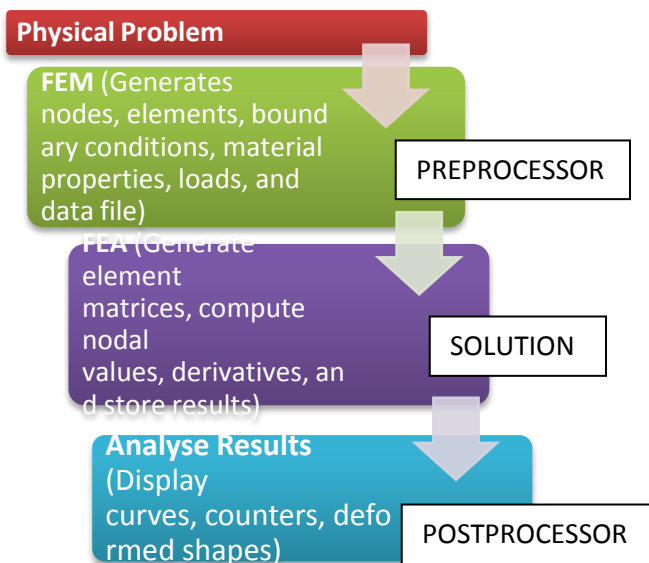 Physical Problem
FEM (Generates
nodes, elements, bound
ary conditions, material
properties, loads, and
data file)
PREPROCESSOR
FEA (Generate
element
matrices, compute
nodal
values, derivatives, an
d store results)
SOLUTION
Analyse Results
(Display
curves, counters, defo
rmed shapes)
POSTPROCESSOR